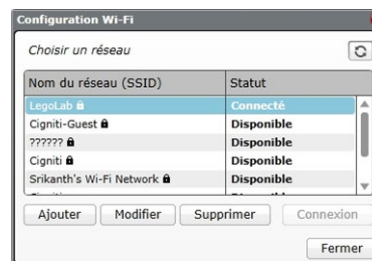 Configuration Wi-Fi
Choisir un réseau
Nom du réseau (SSID) Statut
LegoLab Connecté
Cigniti-Guest Disponible
?????? Disponible
Cigniti Disponible
Srikanth's Wi-Fi Network Disponible
Ajouter Modifier Supprimer Connexion
Fermer